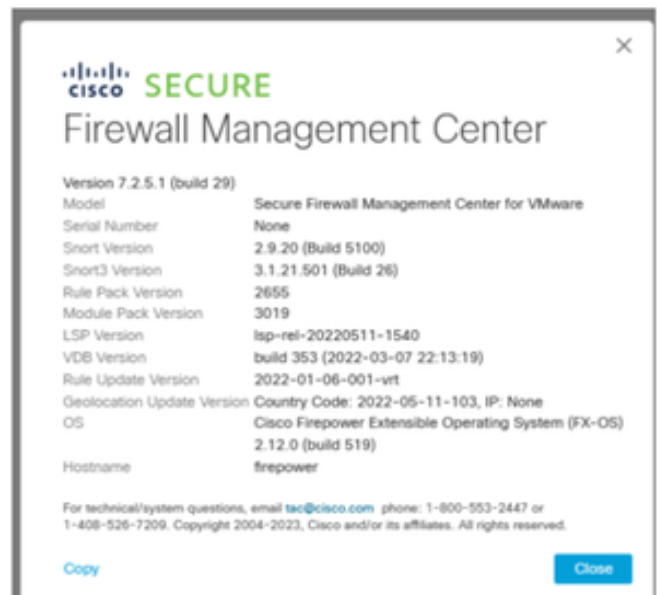 CISCO SECURE
Firewall Management Center
Version 7.2.5.1 (build 29)
Model Secure Firewall Management Center for VMware
Serial Number None
Snort Version 2.9.20 (Build 5100)
Snort3 Version 3.1.21.501 (Build 26)
Rule Pack Version 2655
Module Pack Version 3019
LSP Version lsp-rel-20220511-1540
VDB Version build 353 (2022-03-07 22:13:19)
Rule Update Version 2022-01-06-001-vrt
Geolocation Update Version Country Code: 2022-05-11-103, IP: None
OS Cisco Firepower Extensible Operating System (FX-OS)
2.12.0 (build 519)
Hostname firepower
For technical/system questions, email tac@cisco.com phone: 1-800-553-2447 or
1-408-526-7209. Copyright 2004-2023, Cisco and/or its affiliates. All rights reserved.
Copy Close